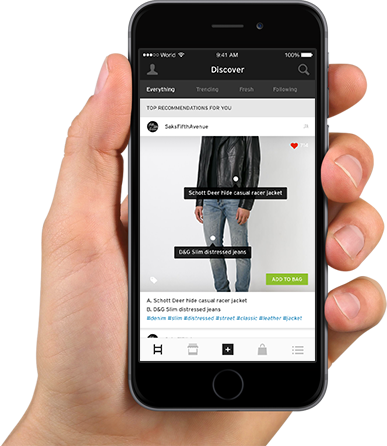 World 9:41 AM 100%
Discover
Everything Trending Fresh Following
TOP RECOMMENDATIONS FOR YOU
SaksFifthAvenue
Schott Deer hide casual racer jacket
D&G Slim distressed jeans
ADD TO BAG
A. Schott Deer hide casual racer jacket
B. D&G Slim distressed jeans
#denim #slim #distressed #street #classic #leather #jacket